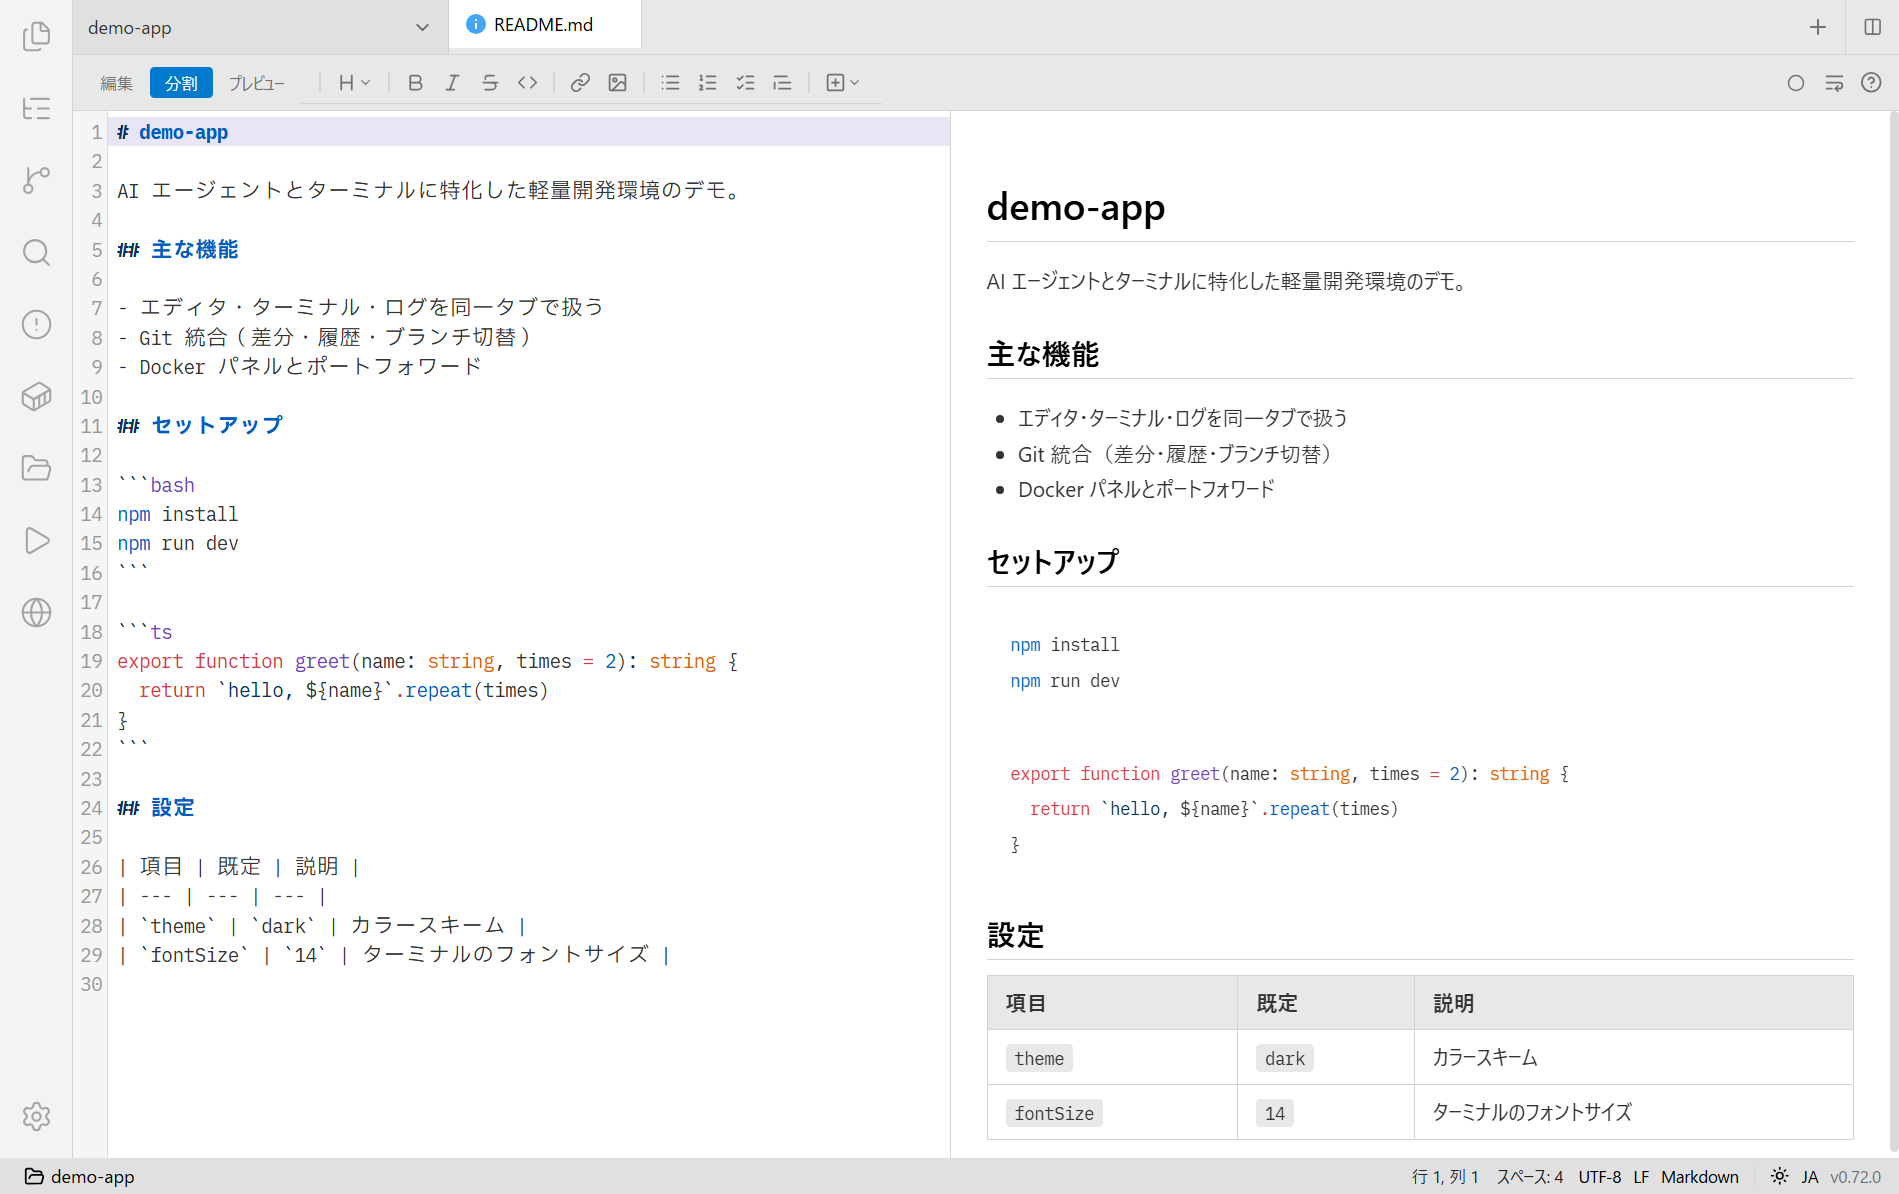 demo-app
README.md
編集 分割 プレビュー H B I S
1 # demo-app
2
3 AI エージェントとターミナルに特化した軽量開発環境のデモ。
4
5 ## 主な機能
6
7 - エディタ・ターミナル・ログを同一タブで扱う
8 - Git 統合（差分・履歴・ブランチ切替）
9 - Docker パネルとポートフォワード
10
11 ## セットアップ
12
13 ```bash
14 npm install
15 npm run dev
16 ```
17
18 ```ts
19 export function greet(name: string, times = 2): string {
20   return `hello, ${name}`.repeat(times)
21 }
22 ```
23
24 ## 設定
25
26 | 項目 | 既定 | 説明 |
27 | --- | --- | --- |
28 | `theme` | `dark` | カラースキーム |
29 | `fontSize` | `14` | ターミナルのフォントサイズ |
30
demo-app
AI エージェントとターミナルに特化した軽量開発環境のデモ。
主な機能
• エディタ・ターミナル・ログを同一タブで扱う
• Git 統合（差分・履歴・ブランチ切替）
• Docker パネルとポートフォワード
セットアップ
npm install
npm run dev
export function greet(name: string, times = 2): string {
  return `hello, ${name}`.repeat(times)
}
設定
項目 既定 説明
theme dark カラースキーム
fontSize 14 ターミナルのフォントサイズ
demo-app
行 1, 列 1 スペース: 4 UTF-8 LF Markdown JA v0.72.0